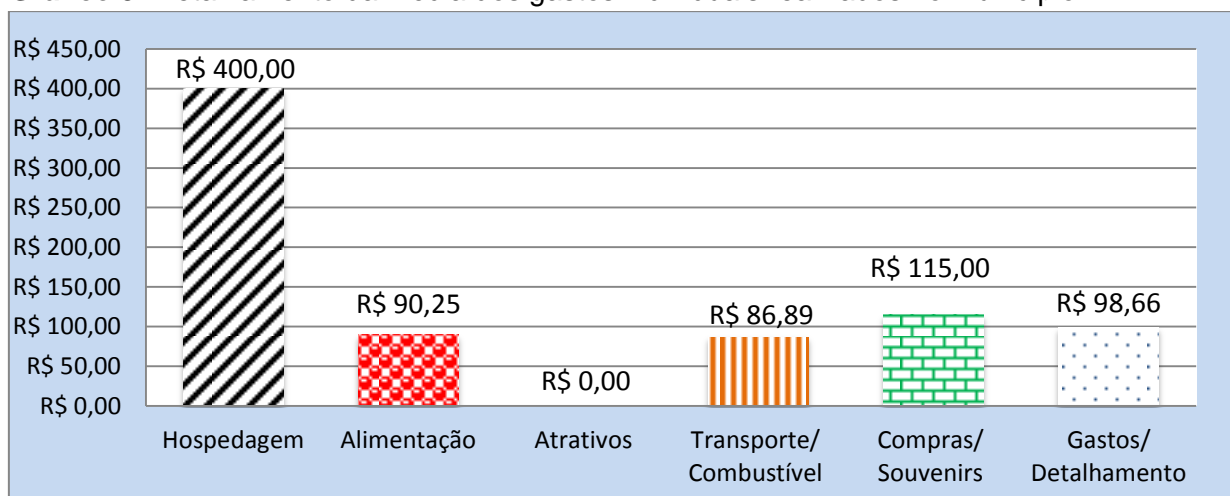 R$ 450,00
R$ 400,00
R$ 350,00
R$ 300,00
R$ 250,00
R$ 200,00
R$ 150,00
R$ 100,00
R$ 50,00
R$ 0,00
R$ 400,00
R$ 90,25
R$ 0,00
R$ 86,89
R$ 115,00
R$ 98,66
Hospedagem
Alimentação
Atrativos
Transporte/
Combustível
Compras/
Souvenirs
Gastos/
Detalhamento